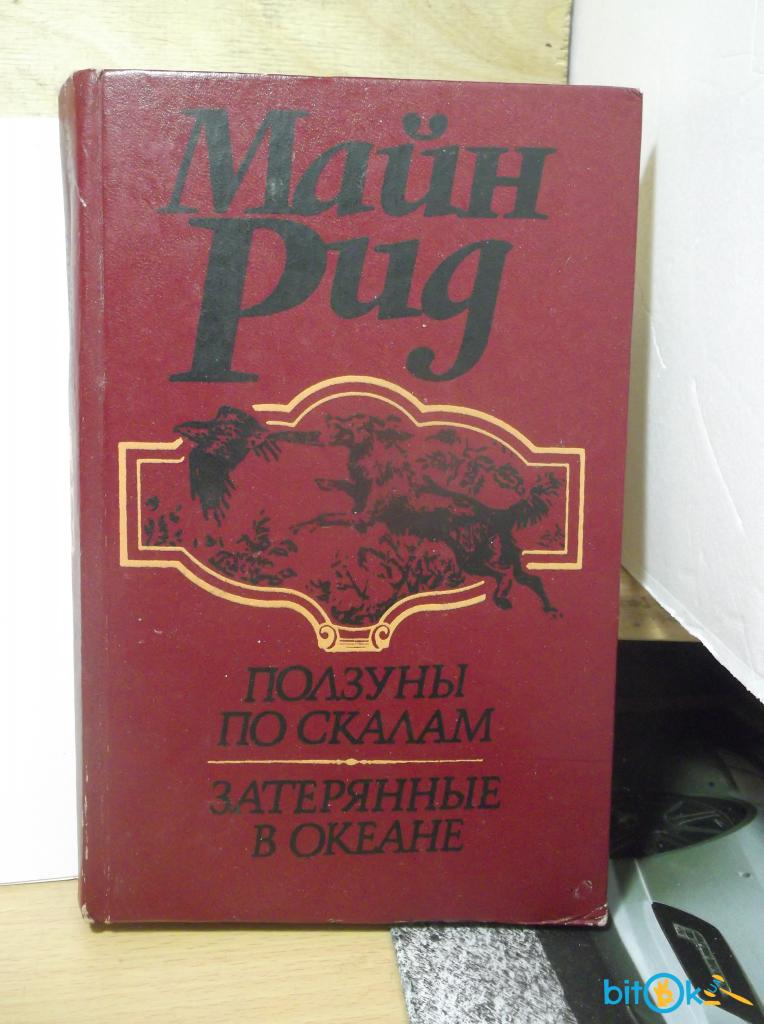 Майн
Рид
ПОЛЗУНЫ
ПО СКАЛАМ
ЗАТЕРЯННЫЕ
В ОКЕАНЕ
bitok